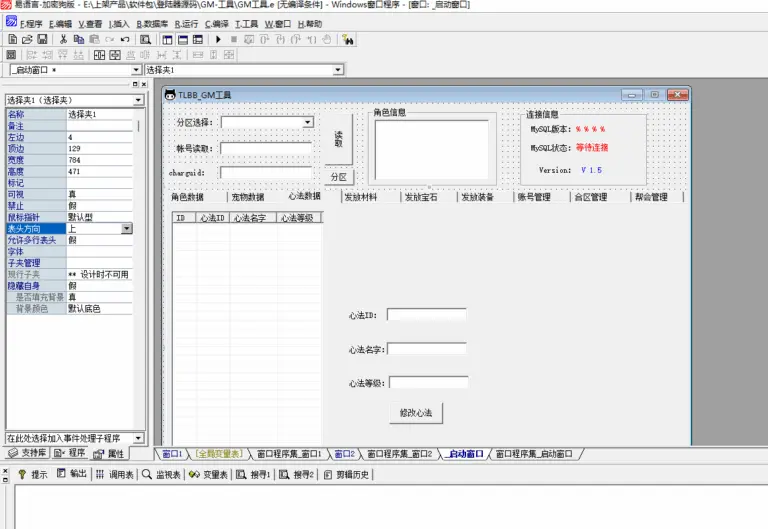 易语言-加密狗版 - E:\上架产品\软件包\登陆器源码\GM-工具\GM工具.e [无编译条件] - Windows窗口程序 - [窗口: _启动窗口]
F.程序 E.编辑 V.查看 I.插入 B.数据库 R.运行 C.编译 T.工具 W.窗口 H.帮助
_启动窗口 *
选择夹1
选择夹1（选择夹）
名称 选择夹1
备注
左边 4
顶边 129
宽度 784
高度 471
标记
可视 真
禁止 假
鼠标指针 默认型
表头方向 上
允许多行表头 假
字体
子夹管理
现行子夹 ** 设计时不可用
隐藏自身 假
是否填充背景 真
背景颜色 默认底色
在此处选择加入事件处理子程序
支持库 程序 属性
TLBB_GM工具
分区选择:
帐号读取:
charguid:
读取
分区
角色信息
连接信息
MySQL版本: % % % %
MySQL状态: 等待连接
Version: V 1.5
角色数据 宠物数据 心法数据 发放材料 发放宝石 发放装备 账号管理 合区管理 帮会管理
ID 心法ID 心法名字 心法等级
心法ID:
心法名字:
心法等级:
修改心法
窗口1 [全局变量表] 窗口程序集_窗口1 窗口2 窗口程序集_窗口2 _启动窗口 窗口程序集_启动窗口
提示 输出 调用表 监视表 变量表 搜寻1 搜寻2 剪辑历史